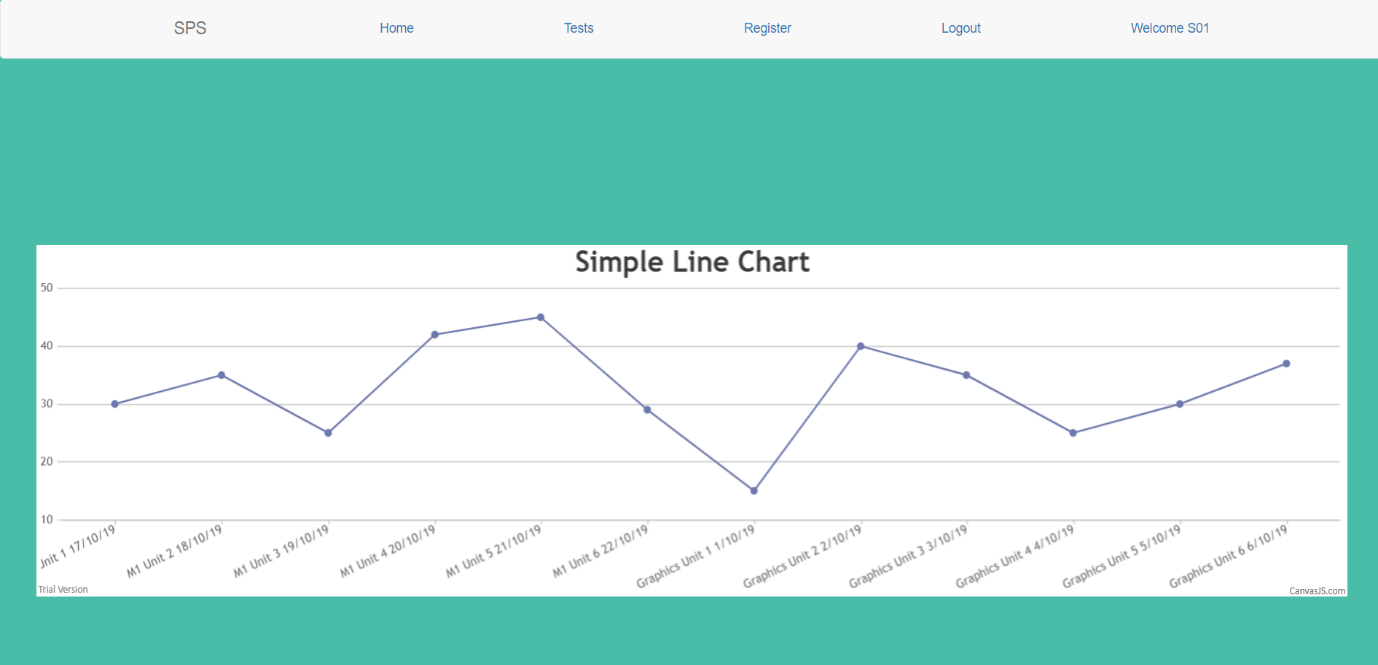 SPS Home Tests Register Logout Welcome S01
Simple Line Chart
50
40
30
20
10
Unit 1 17/10/19
M1 Unit 2 18/10/19
M1 Unit 3 19/10/19
M1 Unit 4 20/10/19
M1 Unit 5 21/10/19
M1 Unit 6 22/10/19
Graphics Unit 1 1/10/19
Graphics Unit 2 2/10/19
Graphics Unit 3 3/10/19
Graphics Unit 4 4/10/19
Graphics Unit 5 5/10/19
Graphics Unit 6 6/10/19
Trial Version
CanvasJS.com